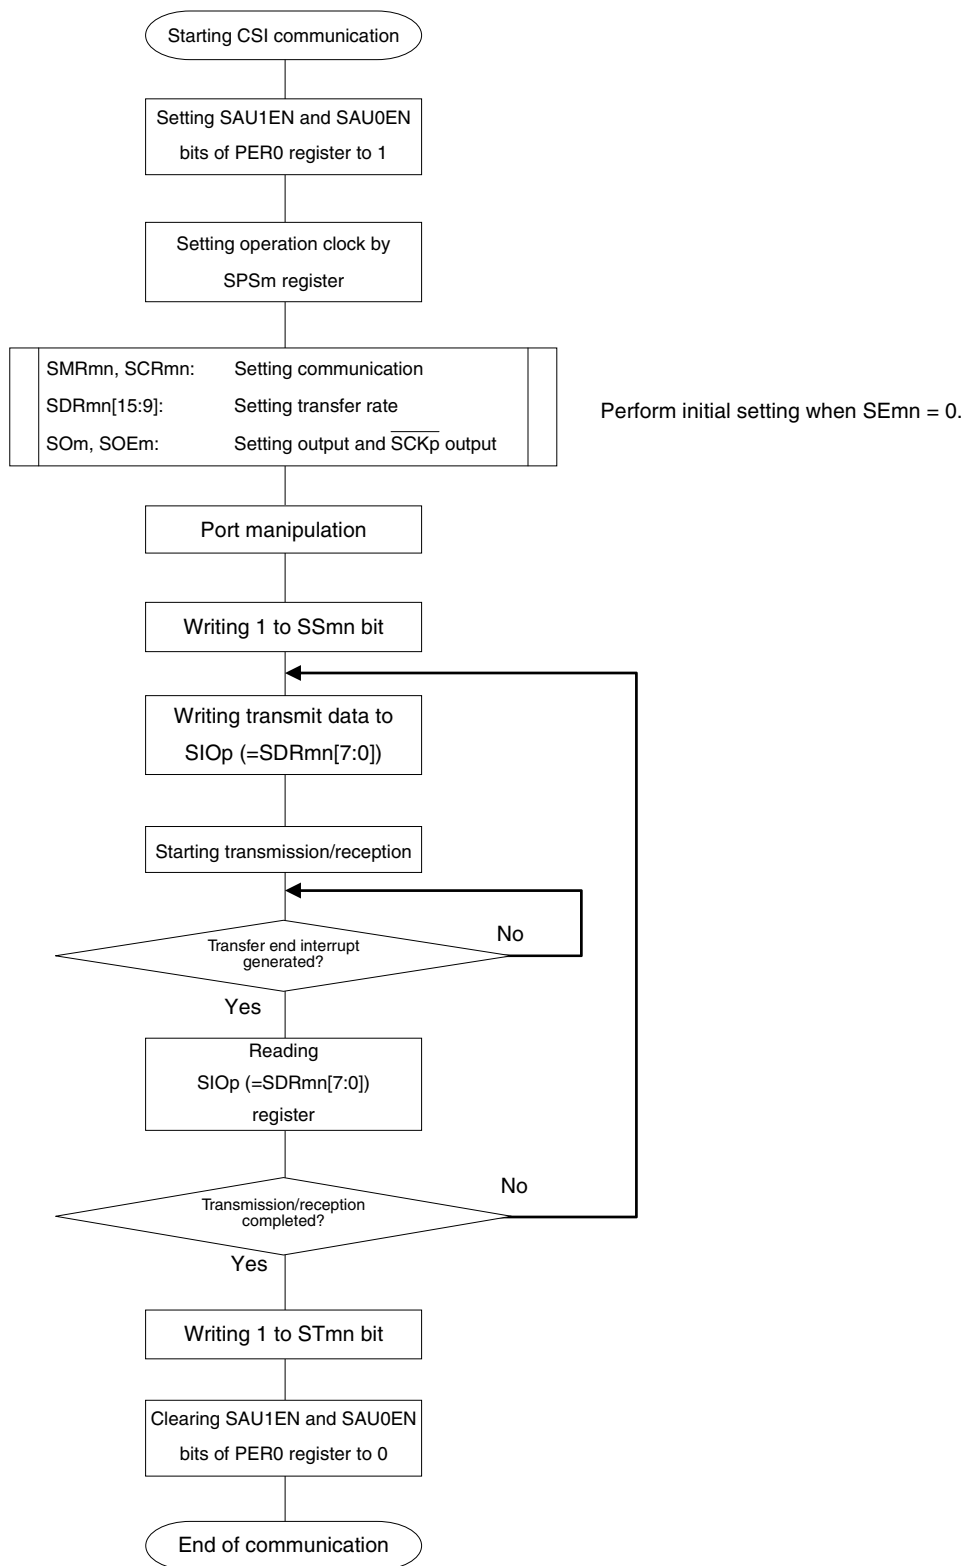 Starting CSI communication
Setting SAU1EN and SAU0EN
bits of PER0 register to 1
Setting operation clock by
SPSm register
SMRmn, SCRmn: Setting communication
SDRmn[15:9]: Setting transfer rate
SOm, SOEm: Setting output and S̅C̅K̅p̅ output
Perform initial setting when SEmn = 0.
Port manipulation
Writing 1 to SSmn bit
Writing transmit data to
SIOp (=SDRmn[7:0])
Starting transmission/reception
Transfer end interrupt
generated?
No
Yes
Reading
SIOp (=SDRmn[7:0])
register
Transmission/reception
completed?
No
Yes
Writing 1 to STmn bit
Clearing SAU1EN and SAU0EN
bits of PER0 register to 0
End of communication